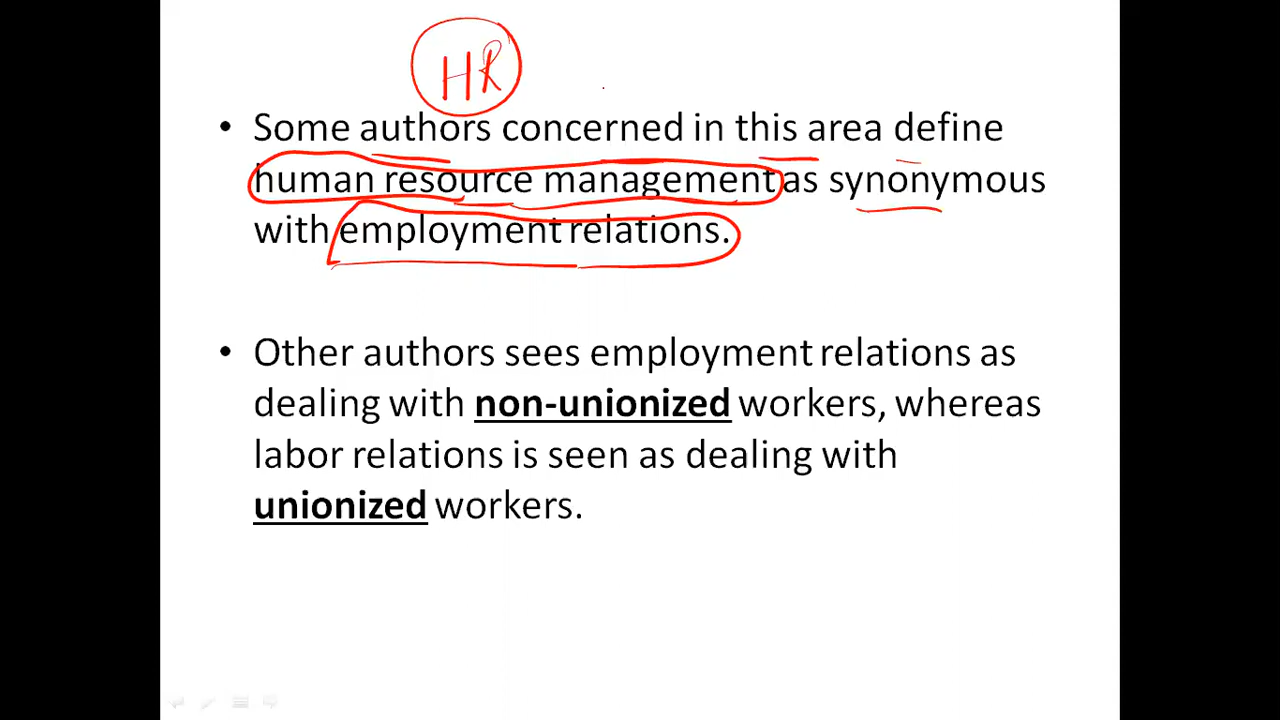 HR
• Some authors concerned in this area define
human resource management as synonymous
with employment relations.
• Other authors sees employment relations as
dealing with non-unionized workers, whereas
labor relations is seen as dealing with
unionized workers.